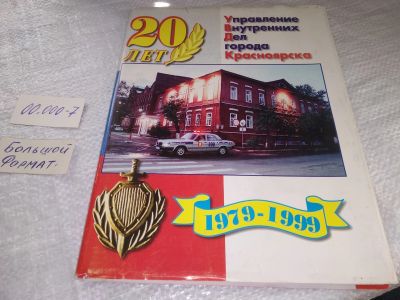 20
ЛЕТ
Управление
Внутренних
Дел
города
Красноярска
00.000-7
БОЛЬШОЙ
ФОРМАТ
1979-1999